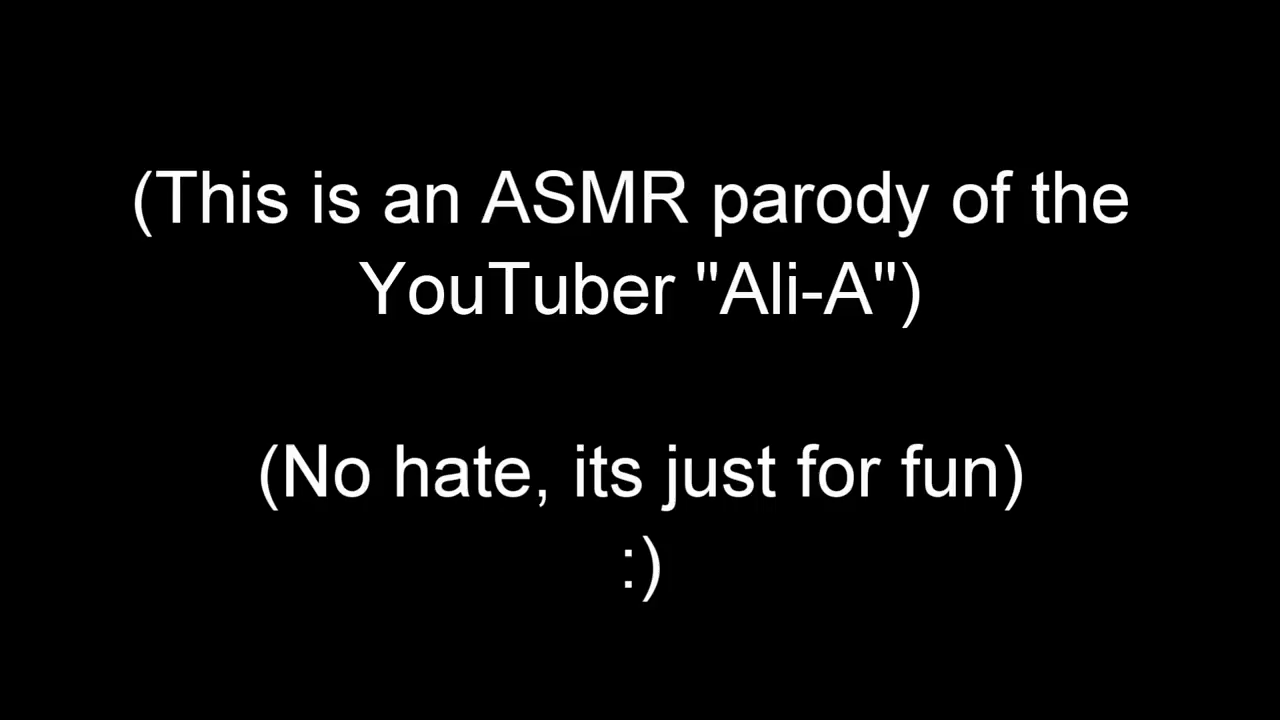 (This is an ASMR parody of the
YouTuber "Ali-A")
(No hate, its just for fun)
:)